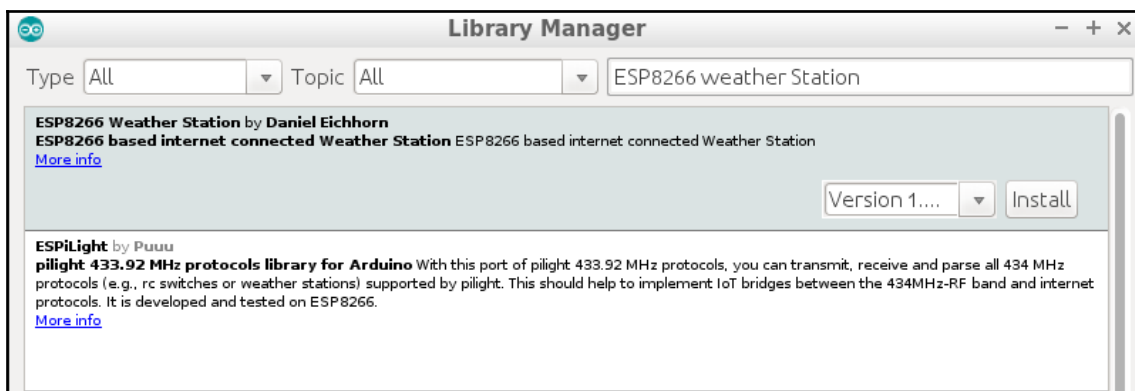 Library Manager
Type All Topic All ESP8266 weather Station
ESP8266 Weather Station by Daniel Eichhorn
ESP8266 based internet connected Weather Station ESP8266 based internet connected Weather Station
More info
Version 1.... Install
ESPiLight by Puuu
pilight 433.92 MHz protocols library for Arduino With this port of pilight 433.92 MHz protocols, you can transmit, receive and parse all 434 MHz
protocols (e.g., rc switches or weather stations) supported by pilight. This should help to implement IoT bridges between the 434MHz-RF band and internet
protocols. It is developed and tested on ESP8266.
More info